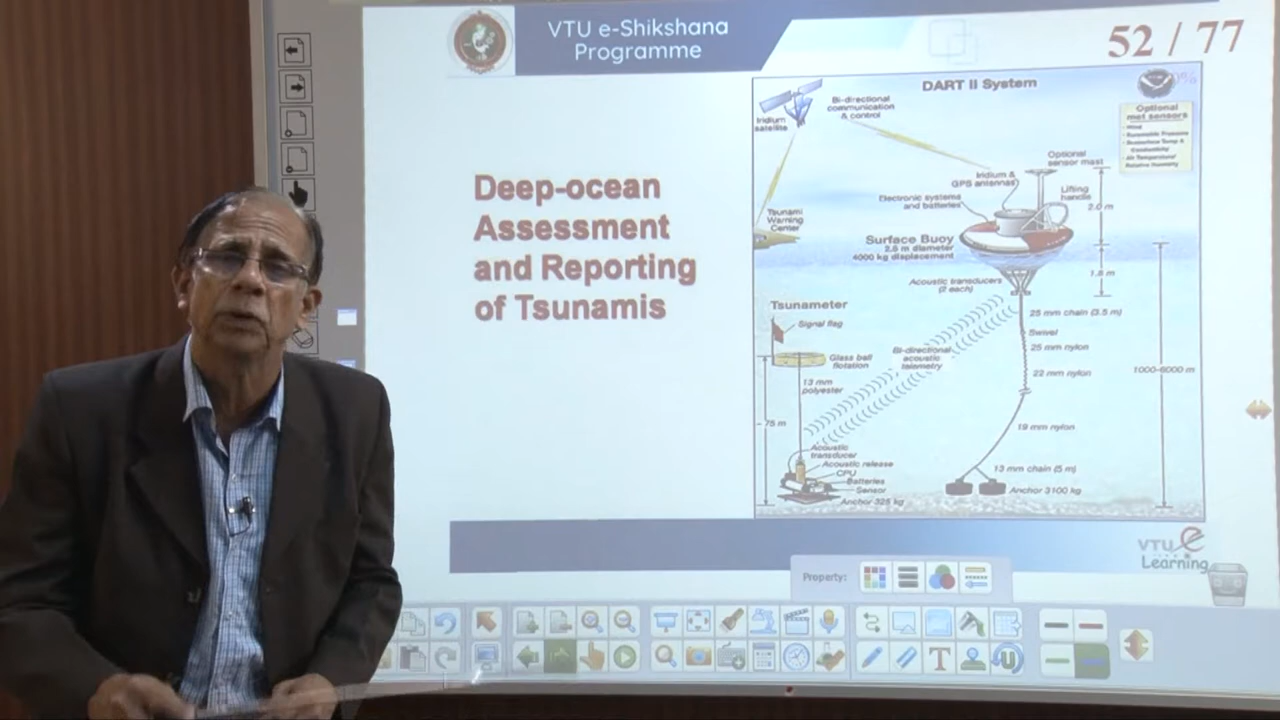 VTU e-Shikshana
Programme
52 / 77
Deep-ocean
Assessment
and Reporting
of Tsunamis
DART II System
Iridium
satellite
Bi-directional
communication
& control
Optional
met sensors
Optional
sensor mast
Iridium &
GPS antennas
Electronic systems
and batteries
Lifting
handle
2.0 m
Tsunami
Warning
Center
Surface Buoy
2.6 m diameter
4000 kg displacement
Acoustic transducers
(2 each)
1.8 m
Tsunameter
Signal flag
25 mm chain (3.5 m)
Swivel
25 mm nylon
Glass ball
flotation
Bi-directional
acoustic
telemetry
22 mm nylon
1000-6000 m
13 mm
polyester
~ 75 m
19 mm nylon
Acoustic
transducer
Acoustic release
CPU
Batteries
Sensor
Anchor 325 kg
13 mm chain (5 m)
Anchor 3100 kg
VTU e
Learning
Property: